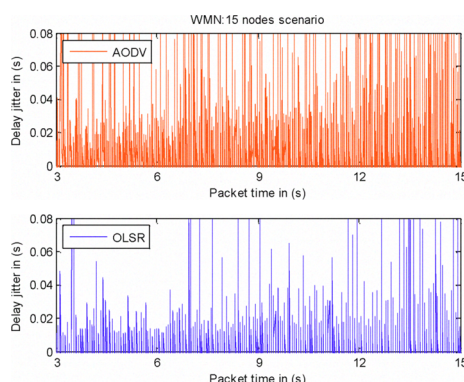 WMN:15 nodes scenario
Delay jitter in (s)
0.08
0.06
0.04
0.02
0
AODV
3
6
9
12
15
Packet time in (s)
Delay jitter in (s)
0.08
0.06
0.04
0.02
0
OLSR
3
6
9
12
15
Packet time in (s)